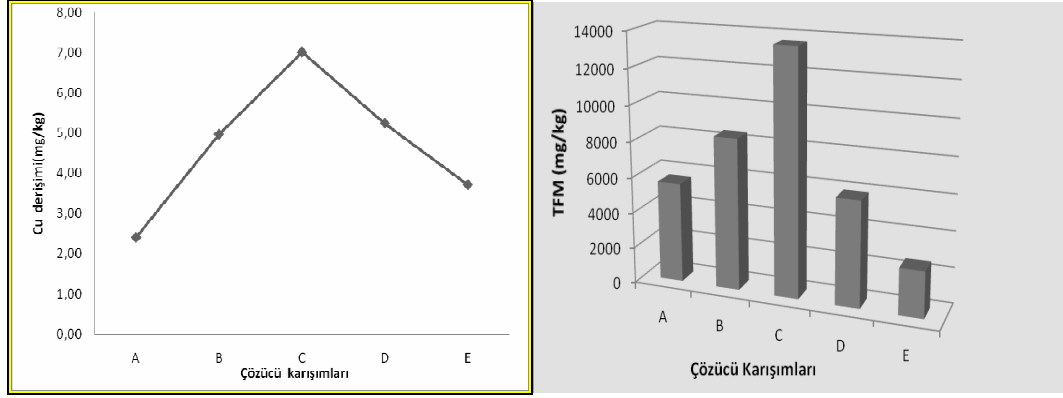 8,00
7,00
6,00
5,00
4,00
3,00
2,00
1,00
0,00
Cu derişimi(mg/kg)
A B C D E
Çözücü karışımları
14000
12000
10000
8000
6000
4000
2000
0
TFM (mg/kg)
A B C D E
Çözücü Karışımları